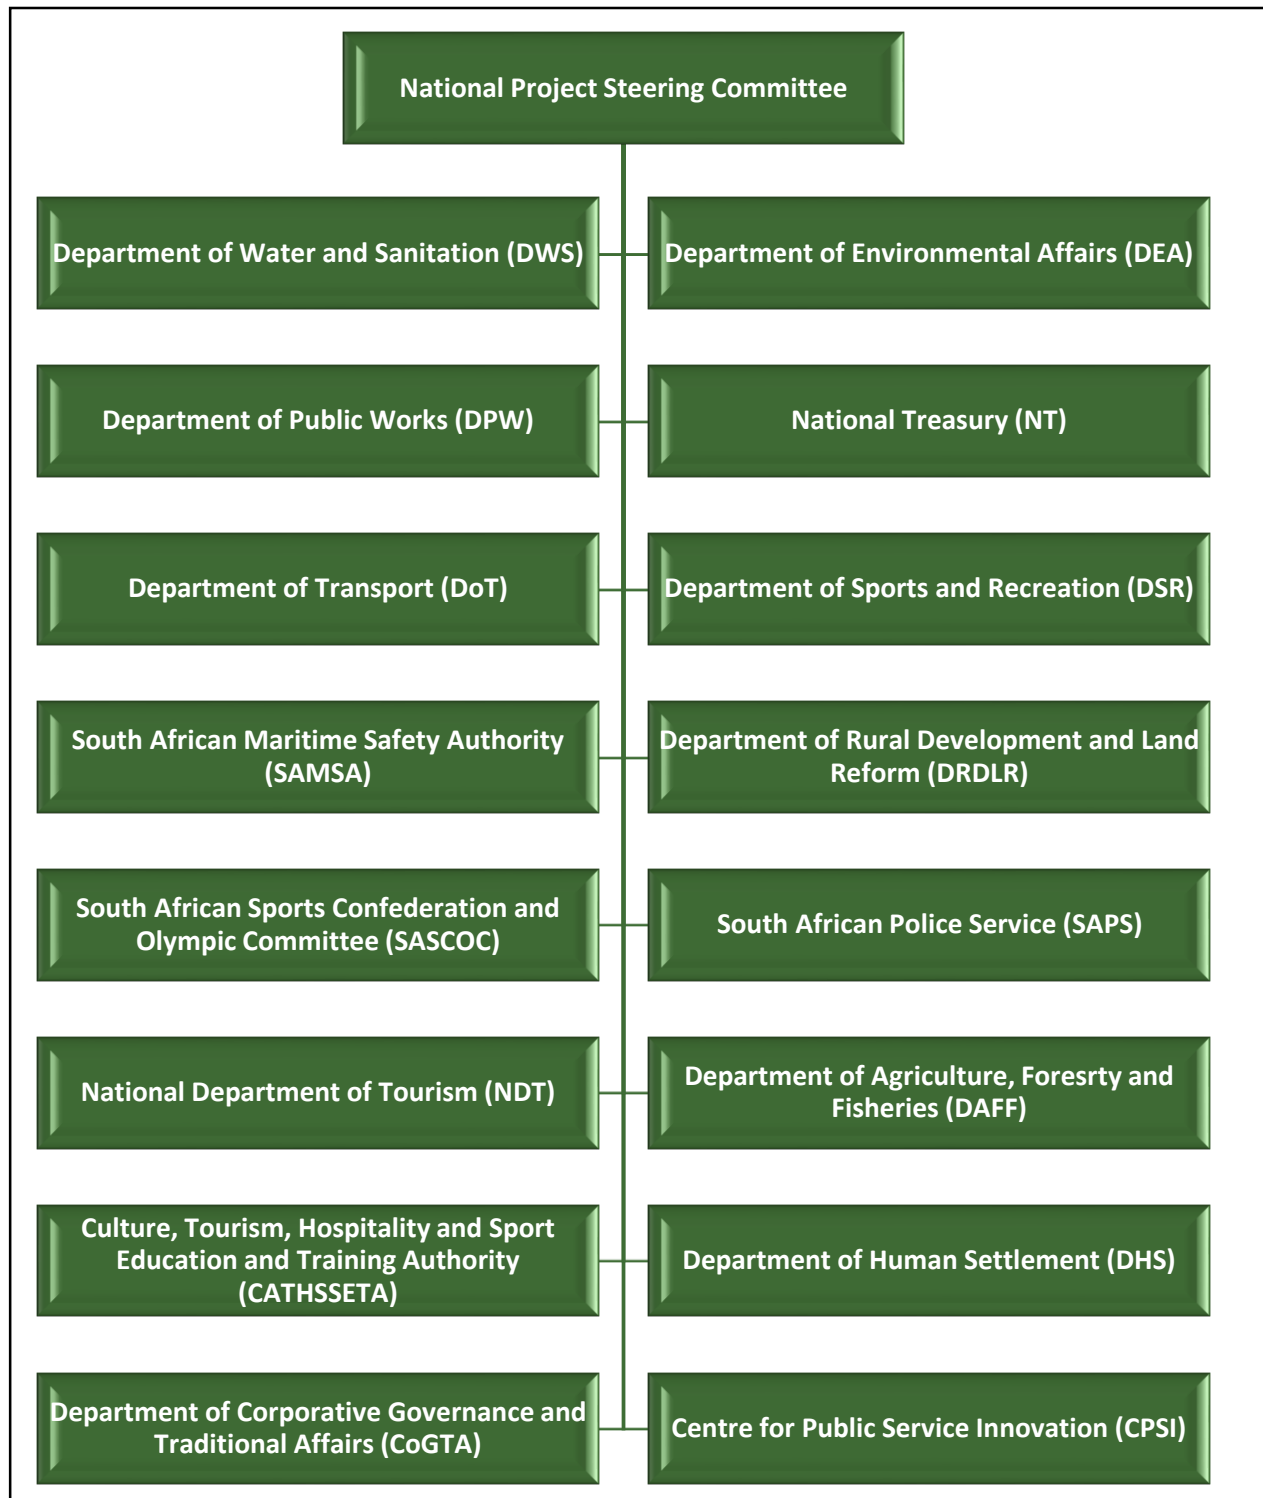 National Project Steering Committee
Department of Water and Sanitation (DWS)
Department of Environmental Affairs (DEA)
Department of Public Works (DPW)
National Treasury (NT)
Department of Transport (DoT)
Department of Sports and Recreation (DSR)
South African Maritime Safety Authority
(SAMSA)
Department of Rural Development and Land
Reform (DRDLR)
South African Sports Confederation and
Olympic Committee (SASCOC)
South African Police Service (SAPS)
National Department of Tourism (NDT)
Department of Agriculture, Foresrty and
Fisheries (DAFF)
Culture, Tourism, Hospitality and Sport
Education and Training Authority
(CATHSSETA)
Department of Human Settlement (DHS)
Department of Corporative Governance and
Traditional Affairs (CoGTA)
Centre for Public Service Innovation (CPSI)